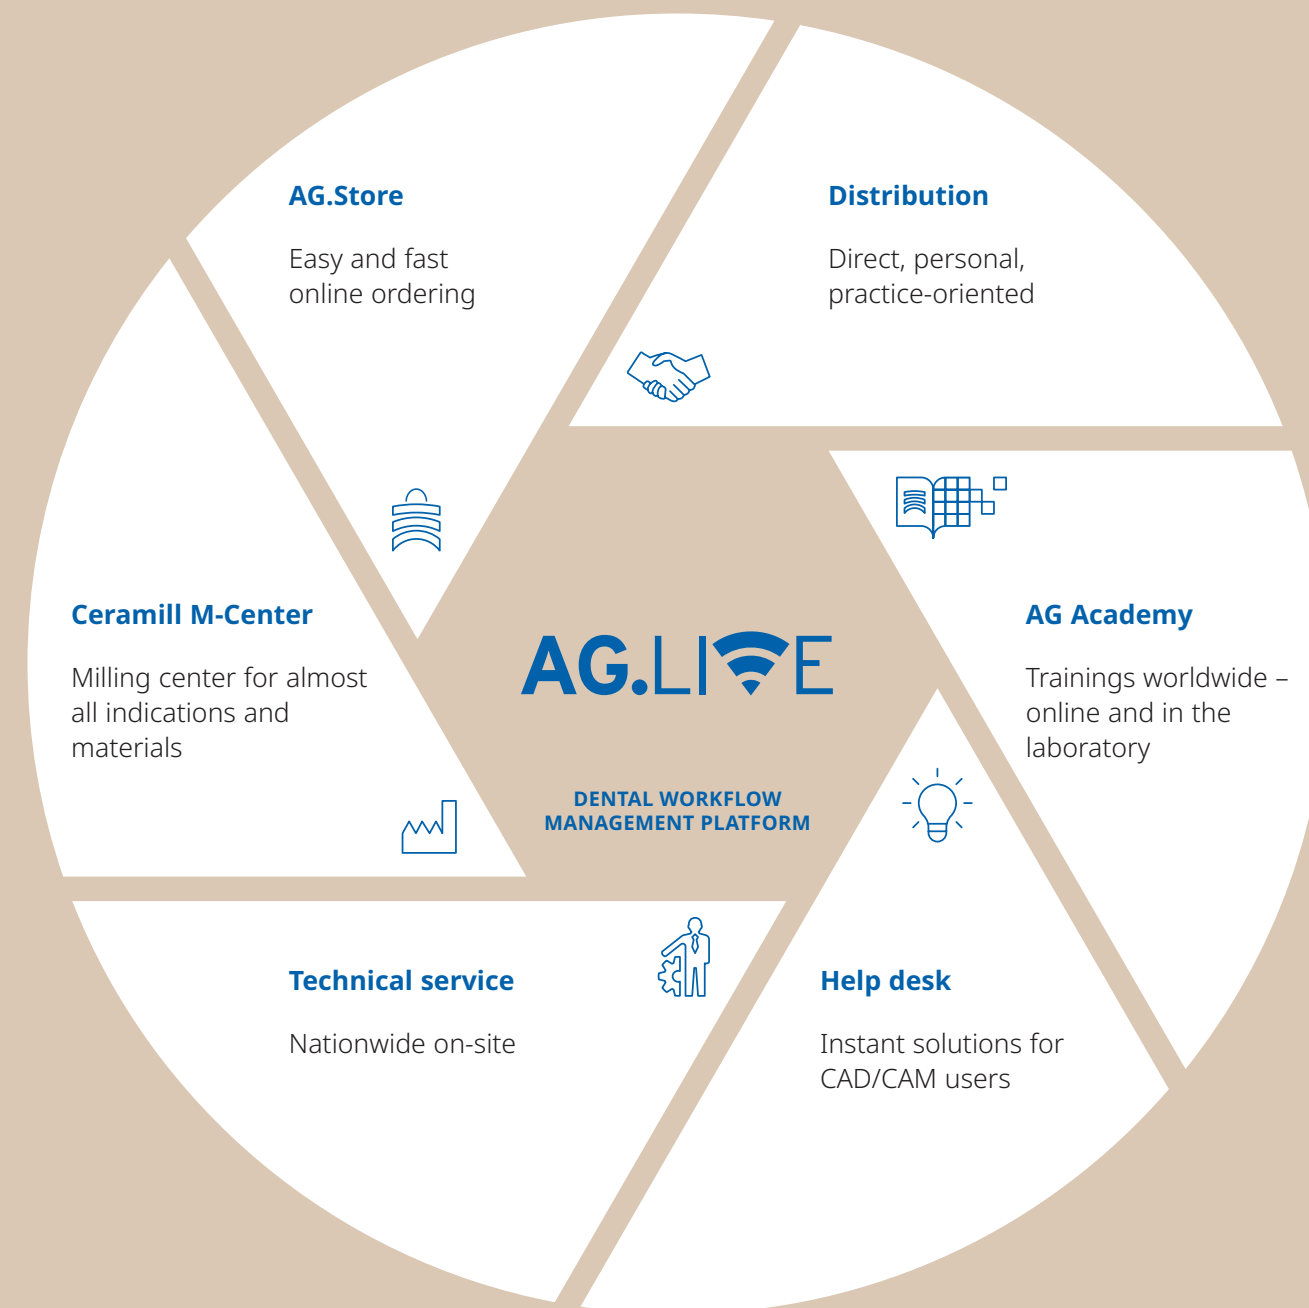 AG.Store
Easy and fast
online ordering
Distribution
Direct, personal,
practice-oriented
Ceramill M-Center
Milling center for almost
all indications and
materials
AG.LIVE
DENTAL WORKFLOW
MANAGEMENT PLATFORM
AG Academy
Trainings worldwide –
online and in the
laboratory
Technical service
Nationwide on-site
Help desk
Instant solutions for
CAD/CAM users